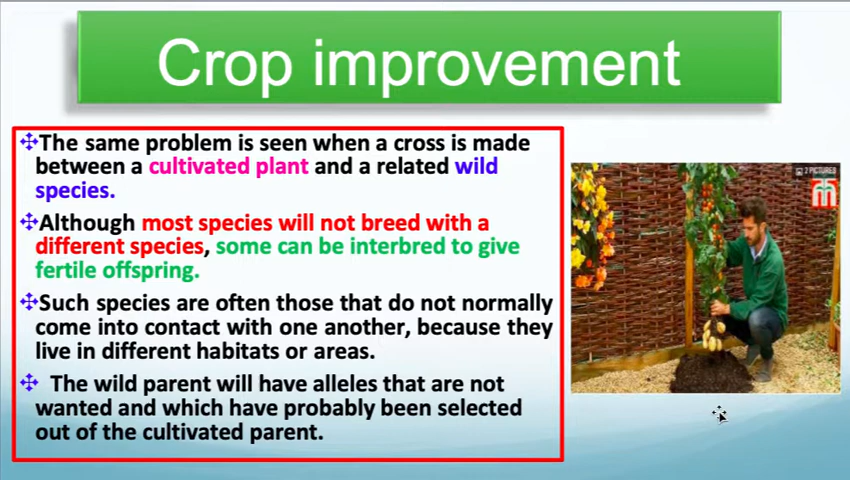 Crop improvement
The same problem is seen when a cross is made
between a cultivated plant and a related wild
species.
Although most species will not breed with a
different species, some can be interbred to give
fertile offspring.
Such species are often those that do not normally
come into contact with one another, because they
live in different habitats or areas.
The wild parent will have alleles that are not
wanted and which have probably been selected
out of the cultivated parent.
2 PICTURES